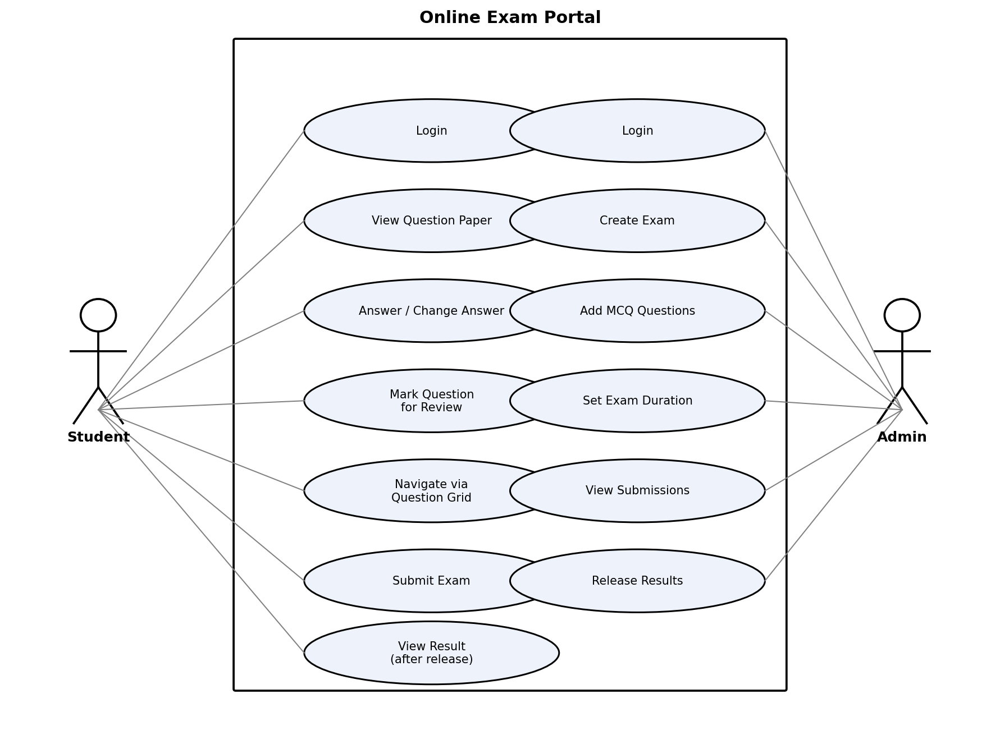 Online Exam Portal
Login
Login
View Question Paper
Create Exam
Answer / Change Answer
Add MCQ Questions
Mark Question
for Review
Set Exam Duration
Student
Admin
Navigate via
Question Grid
View Submissions
Submit Exam
Release Results
View Result
(after release)